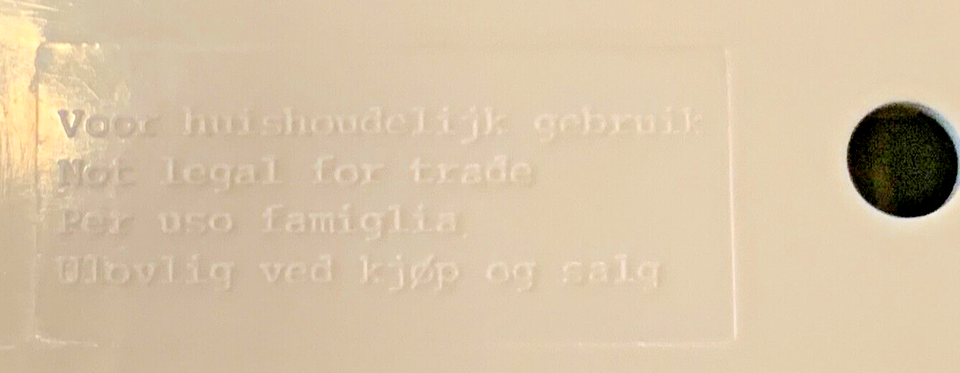 Voor huishoudelijk gebruik
Not legal for trade
Per uso famiglia
Ulovlig ved kjøp og salg